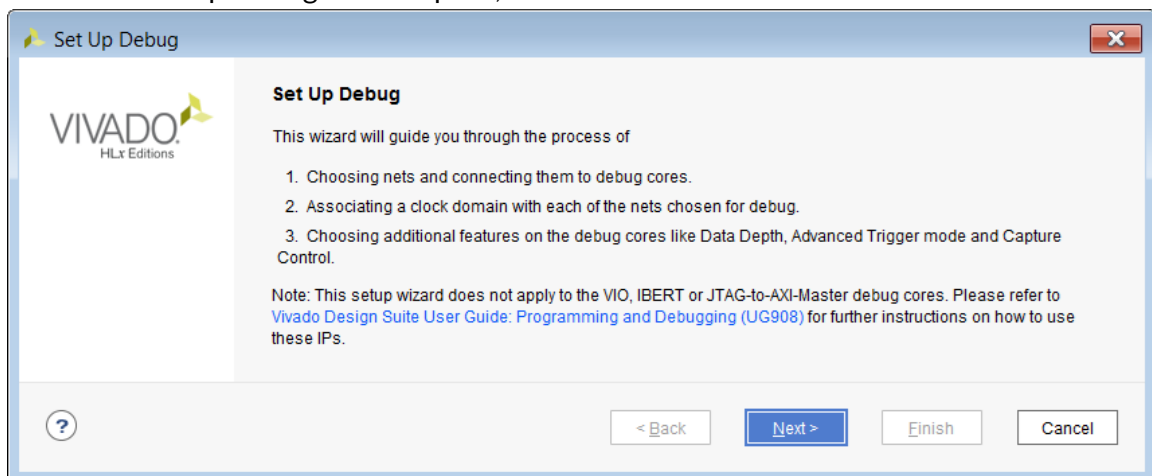 Set Up Debug
VIVADO.
HLx Editions
Set Up Debug
This wizard will guide you through the process of
1. Choosing nets and connecting them to debug cores.
2. Associating a clock domain with each of the nets chosen for debug.
3. Choosing additional features on the debug cores like Data Depth, Advanced Trigger mode and Capture
Control.
Note: This setup wizard does not apply to the VIO, IBERT or JTAG-to-AXI-Master debug cores. Please refer to
Vivado Design Suite User Guide: Programming and Debugging (UG908) for further instructions on how to use
these IPs.
?
< Back
Next >
Finish
Cancel